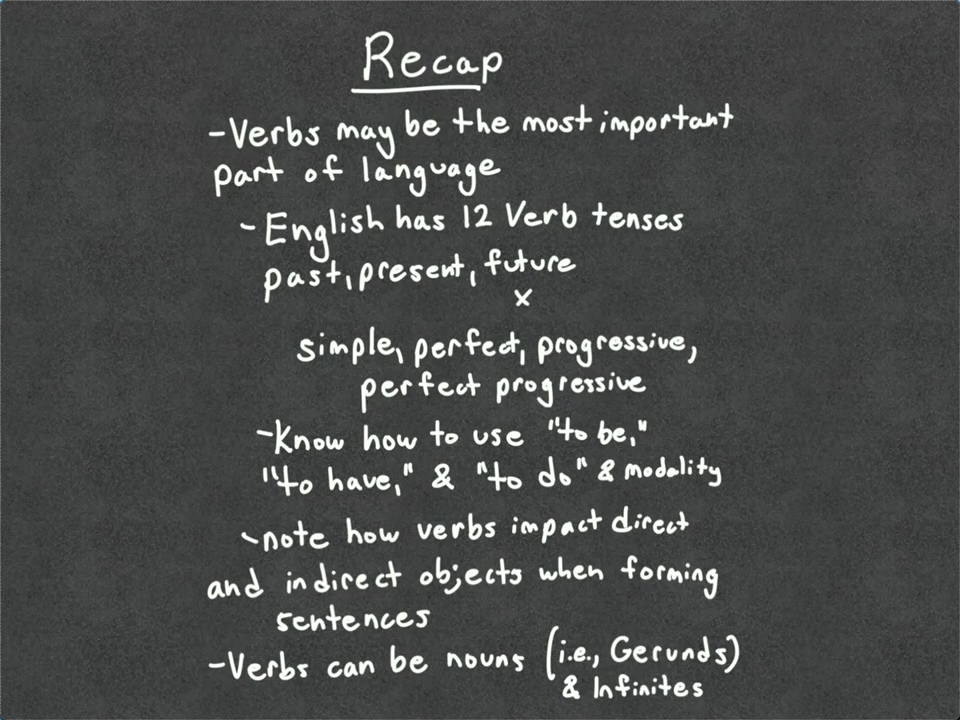 Recap
-Verbs may be the most important
part of language
-English has 12 Verb tenses
past, present, future
x
simple, perfect, progressive,
perfect progressive
-Know how to use "to be,"
"to have," & "to do" & modality
-note how verbs impact direct
and indirect objects when forming
sentences
-Verbs can be nouns (i.e., Gerunds)
& Infinites